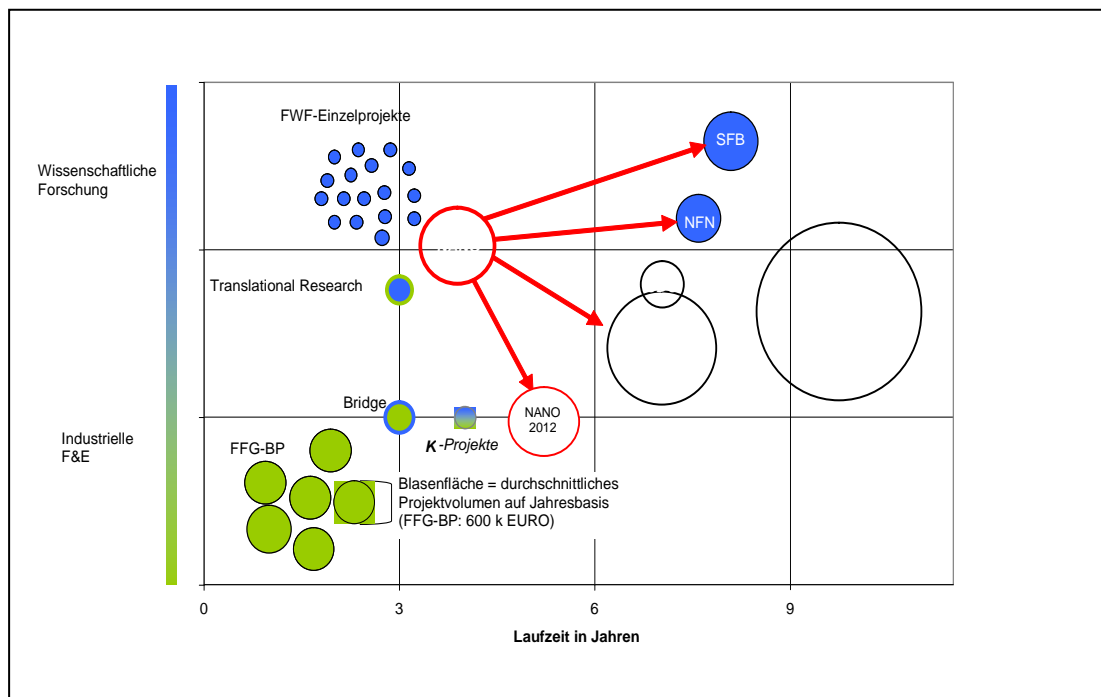 FWF-Einzelprojekte
SFB
Wissenschaftliche
Forschung
NFN
Translational Research
Bridge
NANO
2012
K-Projekte
Industrielle
F&E
FFG-BP
Blasenfläche = durchschnittliches
Projektvolumen auf Jahresbasis
(FFG-BP: 600 k EURO)
0
3
6
9
Laufzeit in Jahren